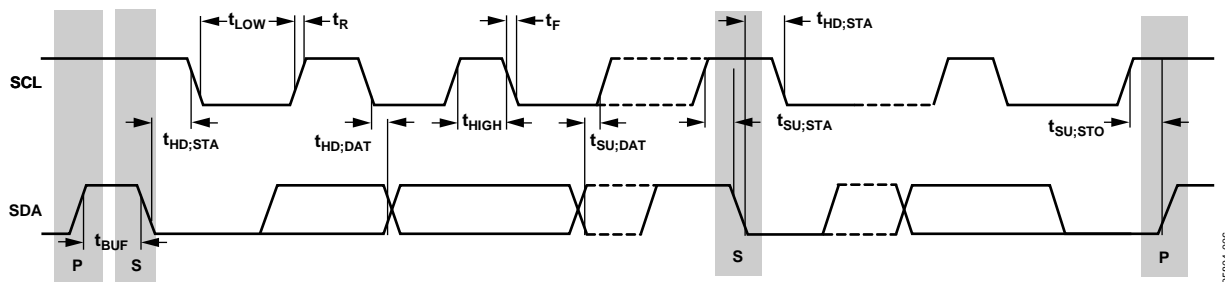 tLOW
tR
tF
tHD;STA
SCL
tHD;STA
tHD;DAT
tHIGH
tSU;DAT
tSU;STA
tSU;STO
SDA
tBUF
P
S
S
P